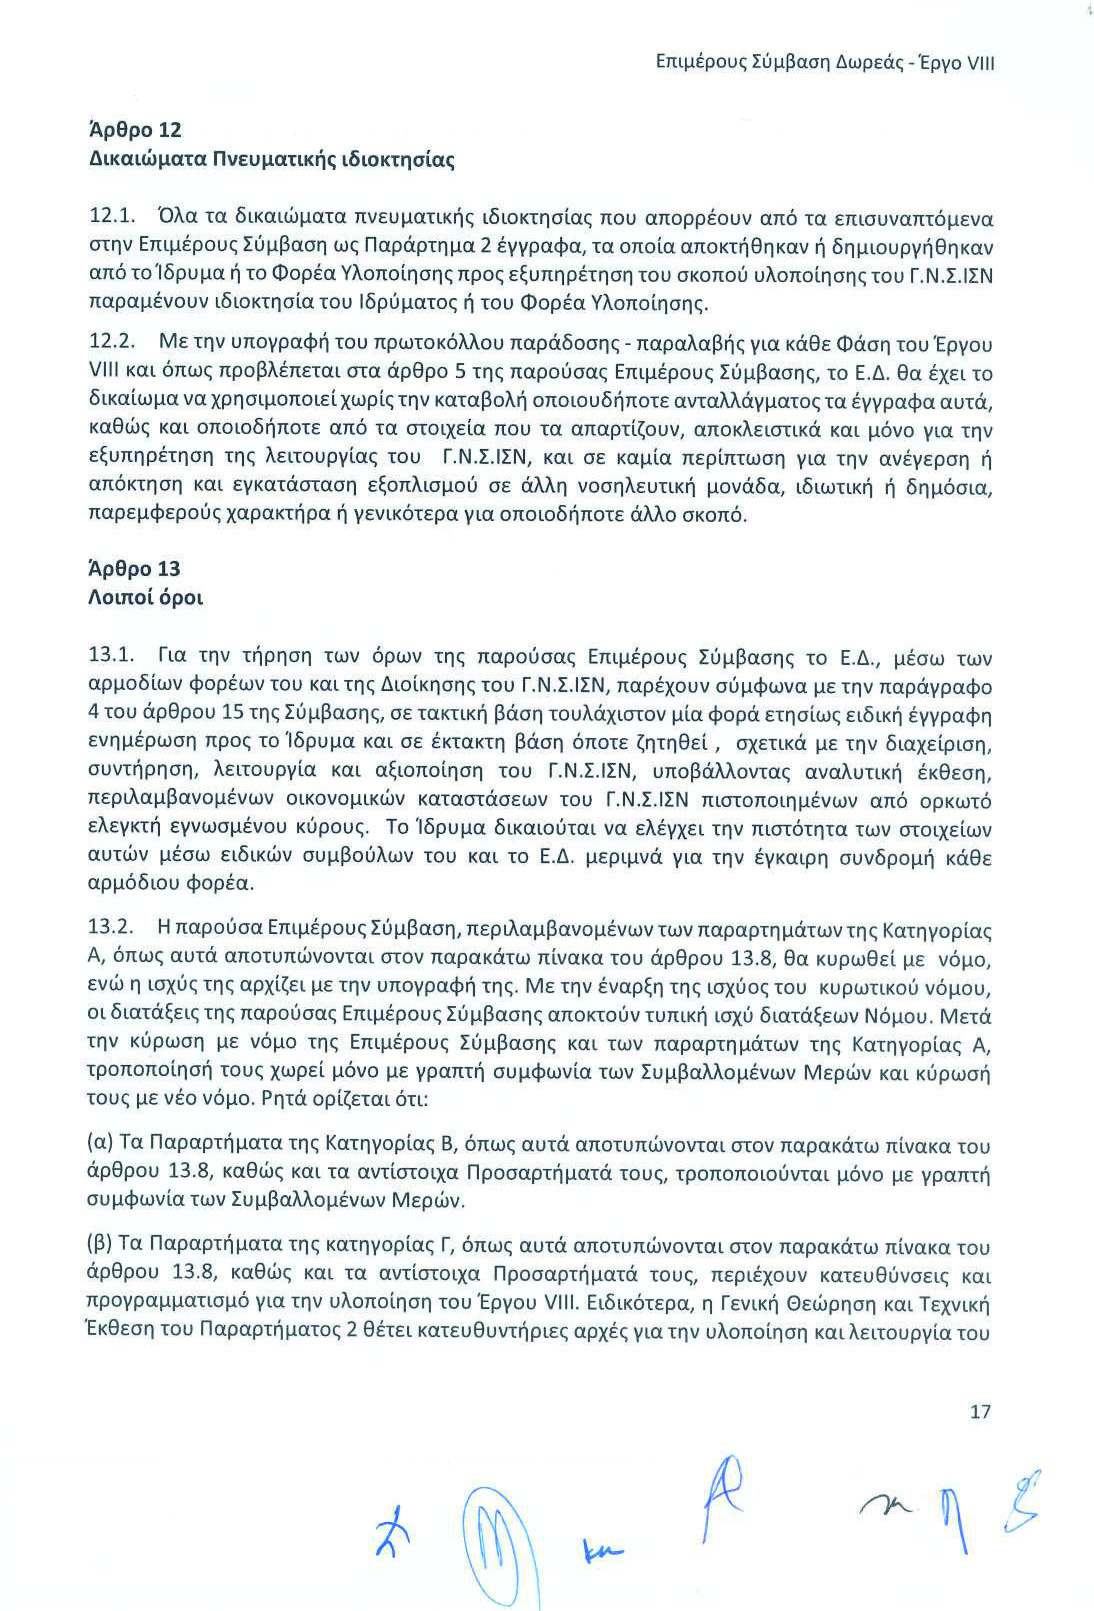 Επιμέρους Σύμβαση Δωρεάς - Έργο VIII
Άρθρο 12
Δικαιώματα Πνευματικής ιδιοκτησίας
12.1. Όλα τα δικαιώματα πνευματικής ιδιοκτησίας που απορρέουν από τα επισυναπτόμενα
στην Επιμέρους Σύμβαση ως Παράρτημα 2 έγγραφα, τα οποία αποκτήθηκαν ή δημιουργήθηκαν
από το Ίδρυμα ή το Φορέα Υλοποίησης προς εξυπηρέτηση του σκοπού υλοποίησης του Γ.Ν.Σ.ΙΣΝ
παραμένουν ιδιοκτησία του Ιδρύματος ή του Φορέα Υλοποίησης.
12.2. Με την υπογραφή του πρωτοκόλλου παράδοσης - παραλαβής για κάθε Φάση του Έργου
VIII και όπως προβλέπεται στα άρθρο 5 της παρούσας Επιμέρους Σύμβασης, το Ε.Δ. θα έχει το
δικαίωμα να χρησιμοποιεί χωρίς την καταβολή οποιουδήποτε ανταλλάγματος τα έγγραφα αυτά,
καθώς και οποιοδήποτε από τα στοιχεία που τα απαρτίζουν, αποκλειστικά και μόνο για την
εξυπηρέτηση της λειτουργίας του Γ.Ν.Σ.ΙΣΝ, και σε καμία περίπτωση για την ανέγερση ή
απόκτηση και εγκατάσταση εξοπλισμού σε άλλη νοσηλευτική μονάδα, ιδιωτική ή δημόσια,
παρεμφερούς χαρακτήρα ή γενικότερα για οποιοδήποτε άλλο σκοπό.
Άρθρο 13
Λοιποί όροι
13.1. Για την τήρηση των όρων της παρούσας Επιμέρους Σύμβασης το Ε.Δ., μέσω των
αρμοδίων φορέων του και της Διοίκησης του Γ.Ν.Σ.ΙΣΝ, παρέχουν σύμφωνα με την παράγραφο
4 του άρθρου 15 της Σύμβασης, σε τακτική βάση τουλάχιστον μία φορά ετησίως ειδική έγγραφη
ενημέρωση προς το Ίδρυμα και σε έκτακτη βάση όποτε ζητηθεί , σχετικά με την διαχείριση,
συντήρηση, λειτουργία και αξιοποίηση του Γ.Ν.Σ.ΙΣΝ, υποβάλλοντας αναλυτική έκθεση,
περιλαμβανομένων οικονομικών καταστάσεων του Γ.Ν.Σ.ΙΣΝ πιστοποιημένων από ορκωτό
ελεγκτή εγνωσμένου κύρους. Το Ίδρυμα δικαιούται να ελέγχει την πιστότητα των στοιχείων
αυτών μέσω ειδικών συμβούλων του και το Ε.Δ. μεριμνά για την έγκαιρη συνδρομή κάθε
αρμόδιου φορέα.
13.2. Η παρούσα Επιμέρους Σύμβαση, περιλαμβανομένων των παραρτημάτων της Κατηγορίας
Α, όπως αυτά αποτυπώνονται στον παρακάτω πίνακα του άρθρου 13.8, θα κυρωθεί με νόμο,
ενώ η ισχύς της αρχίζει με την υπογραφή της. Με την έναρξη της ισχύος του κυρωτικού νόμου,
οι διατάξεις της παρούσας Επιμέρους Σύμβασης αποκτούν τυπική ισχύ διατάξεων Νόμου. Μετά
την κύρωση με νόμο της Επιμέρους Σύμβασης και των παραρτημάτων της Κατηγορίας Α,
τροποποίησή τους χωρεί μόνο με γραπτή συμφωνία των Συμβαλλομένων Μερών και κύρωσή
τους με νέο νόμο. Ρητά ορίζεται ότι:
(α) Τα Παραρτήματα της Κατηγορίας Β, όπως αυτά αποτυπώνονται στον παρακάτω πίνακα του
άρθρου 13.8, καθώς και τα αντίστοιχα Προσαρτήματά τους, τροποποιούνται μόνο με γραπτή
συμφωνία των Συμβαλλομένων Μερών.
(β) Τα Παραρτήματα της κατηγορίας Γ, όπως αυτά αποτυπώνονται στον παρακάτω πίνακα του
άρθρου 13.8, καθώς και τα αντίστοιχα Προσαρτήματά τους, περιέχουν κατευθύνσεις και
προγραμματισμό για την υλοποίηση του Έργου VIII. Ειδικότερα, η Γενική Θεώρηση και Τεχνική
Έκθεση του Παραρτήματος 2 θέτει κατευθυντήριες αρχές για την υλοποίηση και λειτουργία του
17